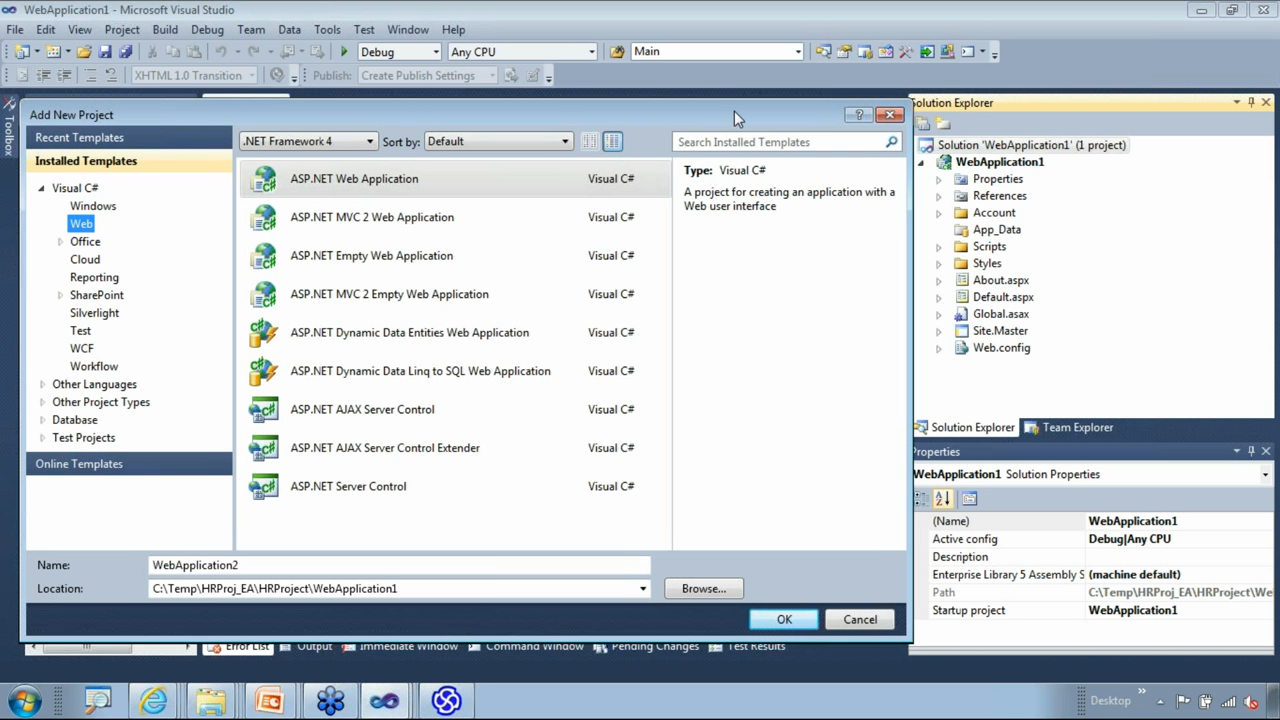 WebApplication1 - Microsoft Visual Studio
File Edit View Project Build Debug Team Data Tools Test Window Help
Debug Any CPU Main
XHTML 1.0 Transition Publish: Create Publish Settings
Toolbox
Add New Project
Recent Templates
Installed Templates
Visual C#
Windows
Web
Office
Cloud
Reporting
SharePoint
Silverlight
Test
WCF
Workflow
Other Languages
Other Project Types
Database
Test Projects
Online Templates
.NET Framework 4 Sort by: Default
ASP.NET Web Application Visual C#
ASP.NET MVC 2 Web Application Visual C#
ASP.NET Empty Web Application Visual C#
ASP.NET MVC 2 Empty Web Application Visual C#
ASP.NET Dynamic Data Entities Web Application Visual C#
ASP.NET Dynamic Data Linq to SQL Web Application Visual C#
ASP.NET AJAX Server Control Visual C#
ASP.NET AJAX Server Control Extender Visual C#
ASP.NET Server Control Visual C#
Search Installed Templates
Type: Visual C#
A project for creating an application with a
Web user interface
Name: WebApplication2
Location: C:\Temp\HRProj_EA\HRProject\WebApplication1 Browse...
OK Cancel
Solution Explorer
Solution 'WebApplication1' (1 project)
WebApplication1
Properties
References
Account
App_Data
Scripts
Styles
About.aspx
Default.aspx
Global.asax
Site.Master
Web.config
Solution Explorer Team Explorer
Properties
WebApplication1 Solution Properties
(Name) WebApplication1
Active config Debug|Any CPU
Description
Enterprise Library 5 Assembly S (machine default)
Path C:\Temp\HRProj_EA\HRProject\We
Startup project WebApplication1
Error List Output Immediate Window Command Window Pending Changes Test Results
Desktop